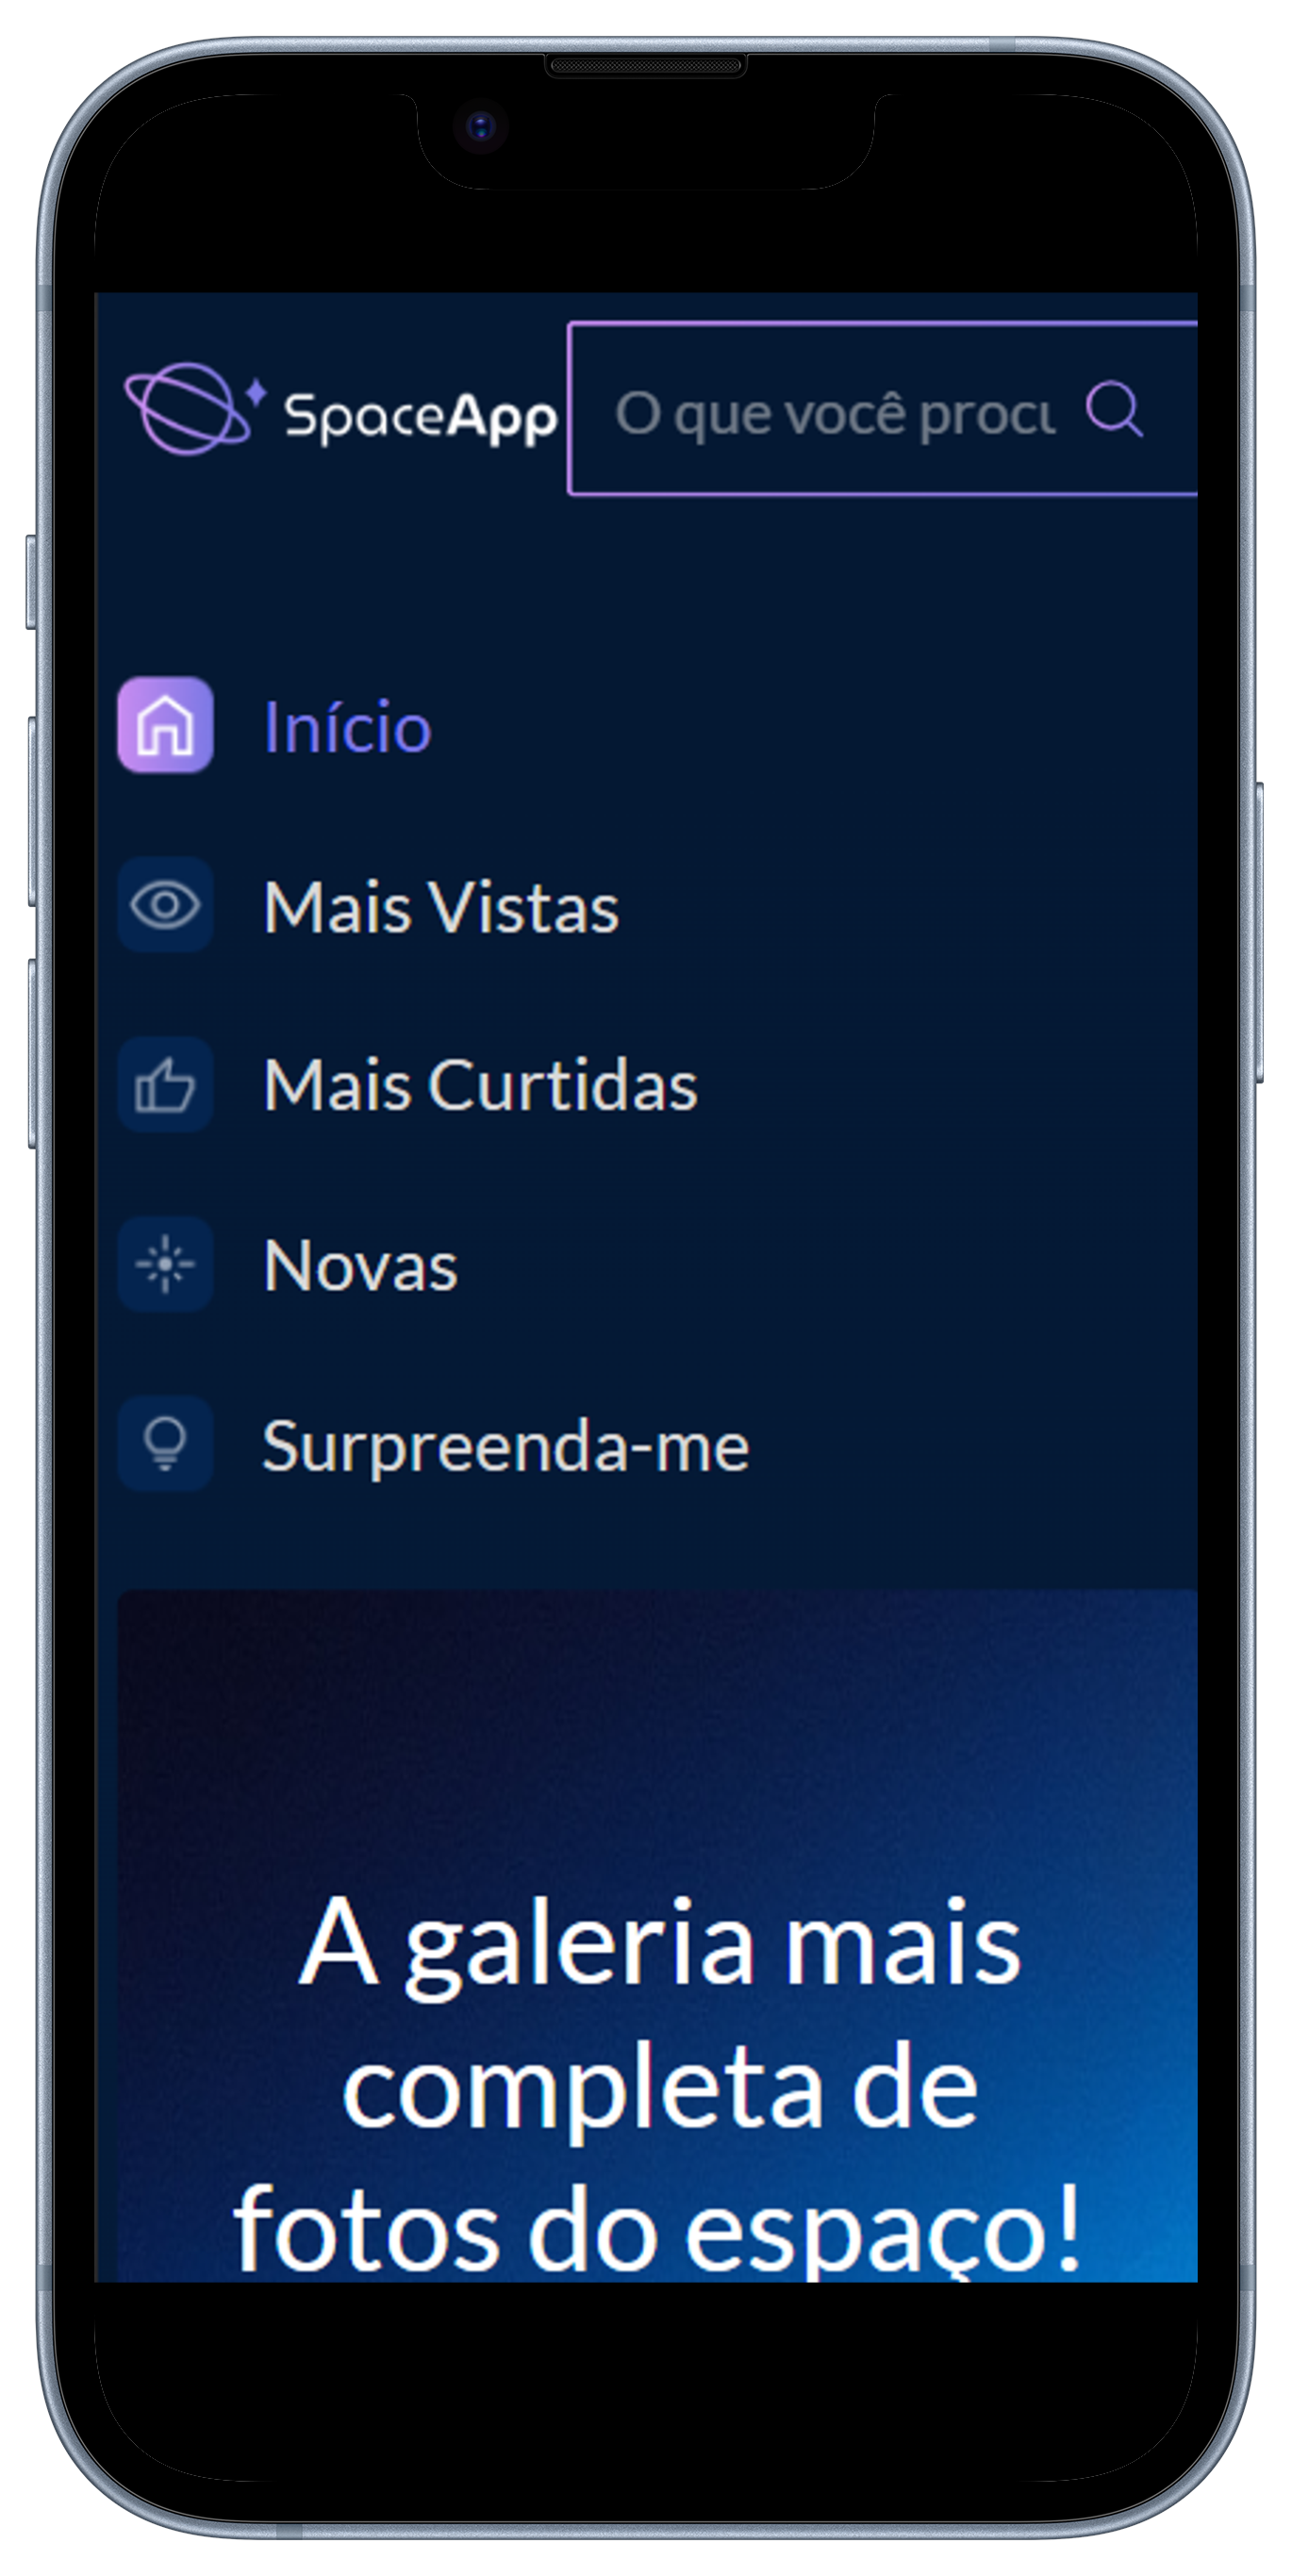 SpaceApp
O que você procu
Início
Mais Vistas
Mais Curtidas
Novas
Surpreenda-me
A galeria mais
completa de
fotos do espaço!